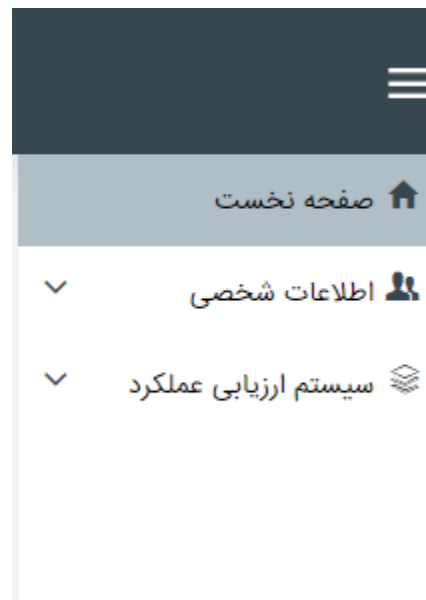 صفحه نخست
اطلاعات شخصی
سیستم ارزیابی عملکرد